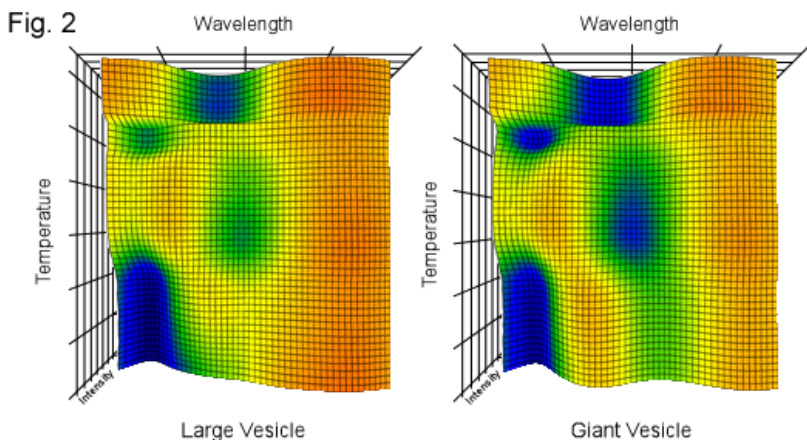 Fig. 2
Wavelength
Wavelength
Temperature
Temperature
Intensity
Intensity
Large Vesicle
Giant Vesicle